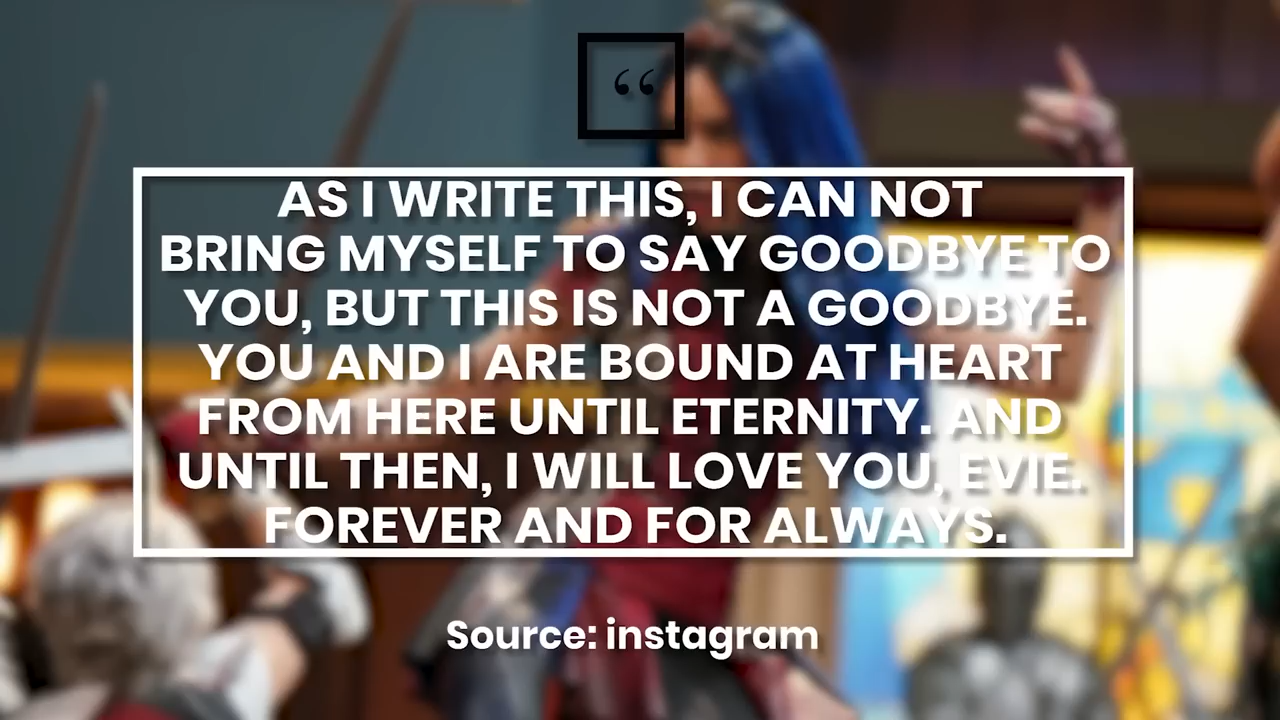 “
AS I WRITE THIS, I CAN NOT
BRING MYSELF TO SAY GOODBYE TO
YOU, BUT THIS IS NOT A GOODBYE.
YOU AND I ARE BOUND AT HEART
FROM HERE UNTIL ETERNITY. AND
UNTIL THEN, I WILL LOVE YOU, EVIE.
FOREVER AND FOR ALWAYS.
Source: instagram